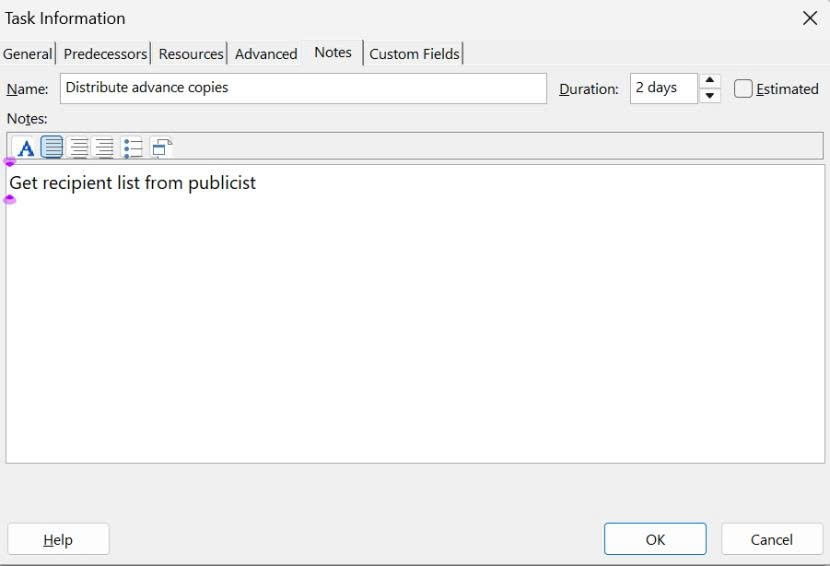 Task Information
General Predecessors Resources Advanced Notes Custom Fields
Name: Distribute advance copies Duration: 2 days Estimated
Notes:
A
Get recipient list from publicist
Help OK Cancel